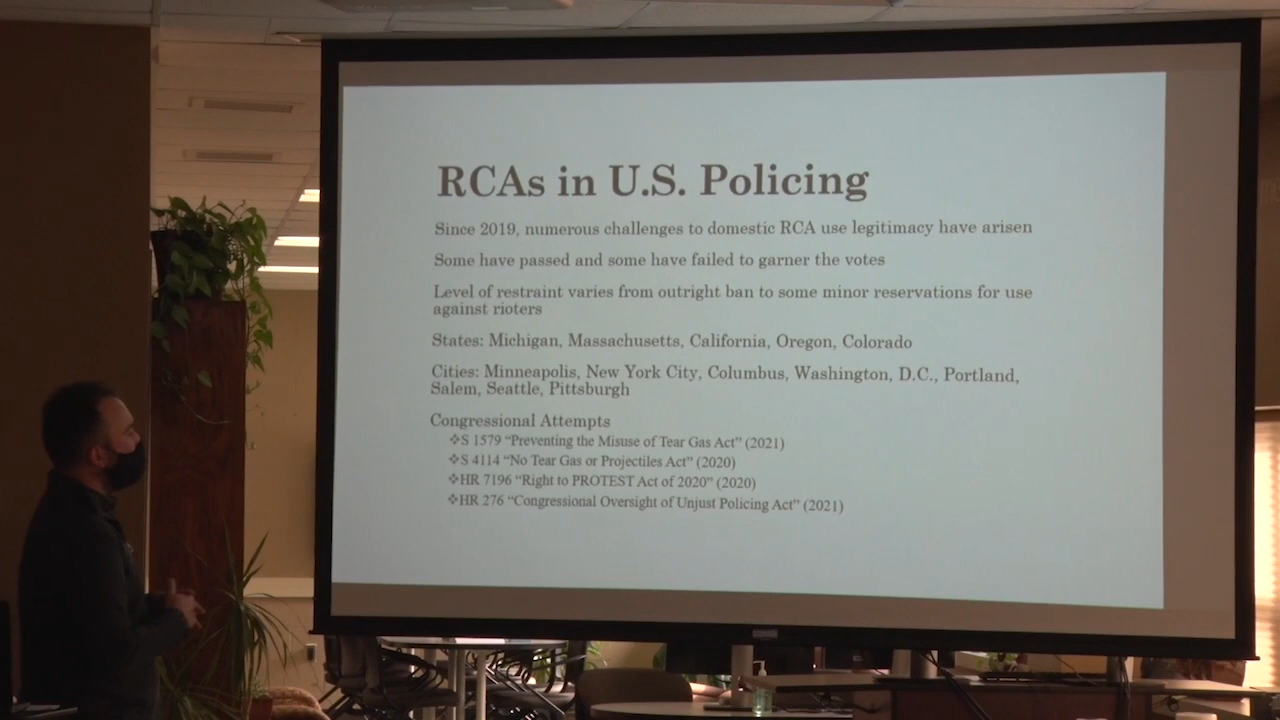 RCAs in U.S. Policing
Since 2019, numerous challenges to domestic RCA use legitimacy have arisen
Some have passed and some have failed to garner the votes
Level of restraint varies from outright ban to some minor reservations for use
against rioters
States: Michigan, Massachusetts, California, Oregon, Colorado
Cities: Minneapolis, New York City, Columbus, Washington, D.C., Portland,
Salem, Seattle, Pittsburgh
Congressional Attempts
❖S 1579 “Preventing the Misuse of Tear Gas Act” (2021)
❖S 4114 “No Tear Gas or Projectiles Act” (2020)
❖HR 7196 “Right to PROTEST Act of 2020” (2020)
❖HR 276 “Congressional Oversight of Unjust Policing Act” (2021)